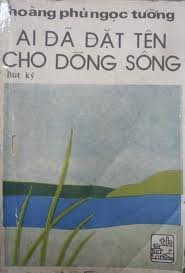 hoàng phủ ngọc tường
AI ĐÃ ĐẶT TÊN
CHO DÒNG SÔNG
Bút ký